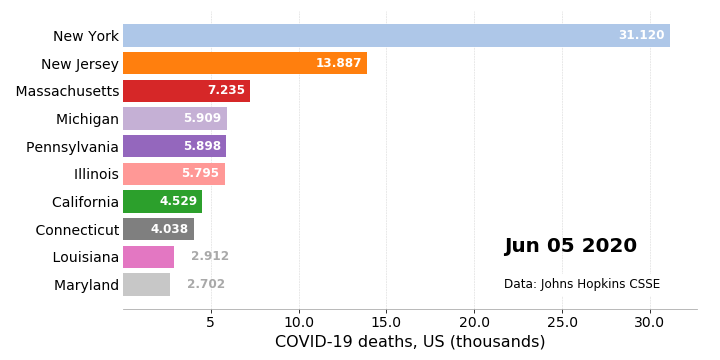 New York 31.120
New Jersey 13.887
Massachusetts 7.235
Michigan 5.909
Pennsylvania 5.898
Illinois 5.795
California 4.529
Connecticut 4.038
Louisiana 2.912
Maryland 2.702
Jun 05 2020
Data: Johns Hopkins CSSE
5 10.0 15.0 20.0 25.0 30.0
COVID-19 deaths, US (thousands)